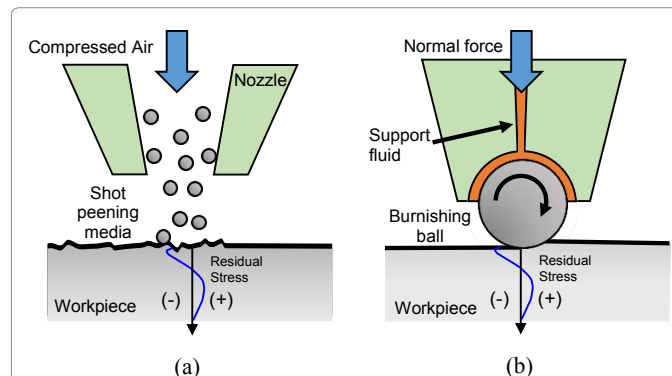 Compressed Air
Nozzle
Shot
peening
media
Residual
Stress
(-)
(+)
Workpiece
(a)
Normal force
Support
fluid
Burnishing
ball
Residual
Stress
(-)
(+)
Workpiece
(b)